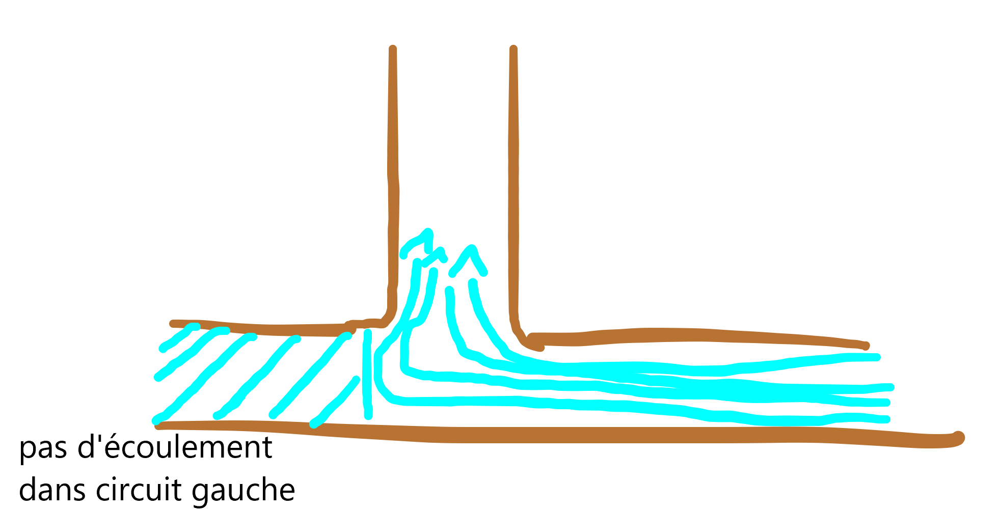 pas d'écoulement
dans circuit gauche